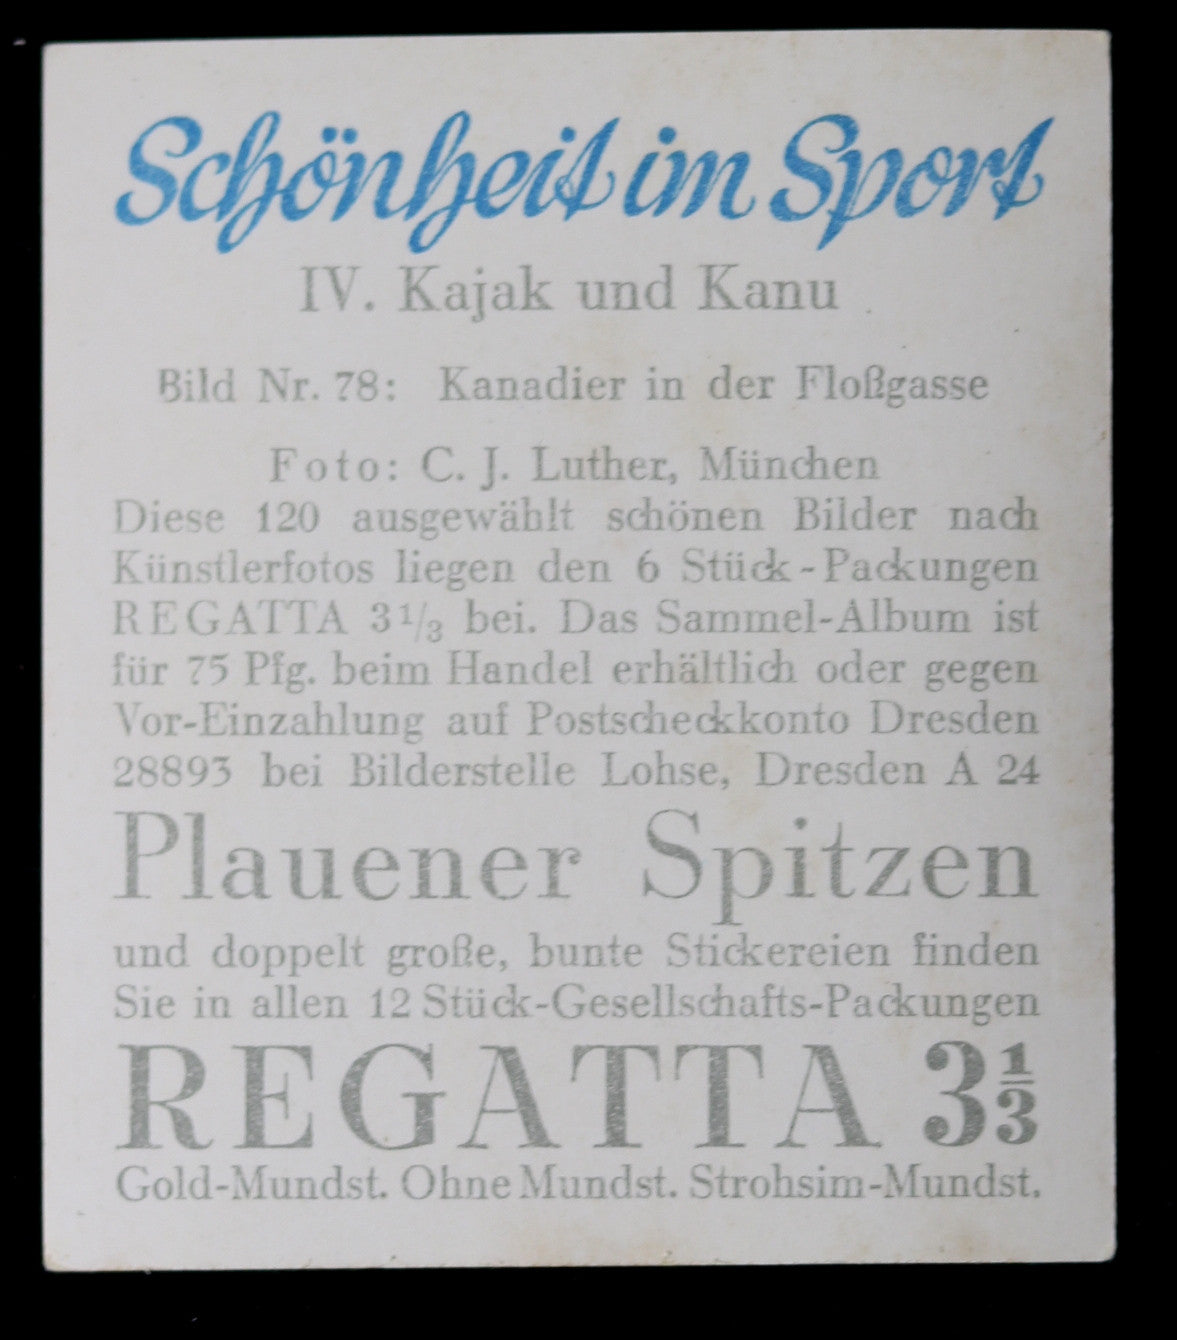 Schönheit im Sport
IV. Kajak und Kanu
Bild Nr. 78: Kanadier in der Floßgasse
Foto: C. J. Luther, München
Diese 120 ausgewählt schönen Bilder nach
Künstlerfotos liegen den 6 Stück-Packungen
REGATTA 3 1/3 bei. Das Sammel-Album ist
für 75 Pfg. beim Handel erhältlich oder gegen
Vor-Einzahlung auf Postscheckkonto Dresden
28893 bei Bilderstelle Lohse, Dresden A 24
Plauener Spitzen
und doppelt große, bunte Stickereien finden
Sie in allen 12 Stück-Gesellschafts-Packungen
REGATTA 3 1/3
Gold-Mundst. Ohne Mundst. Strohsim-Mundst.